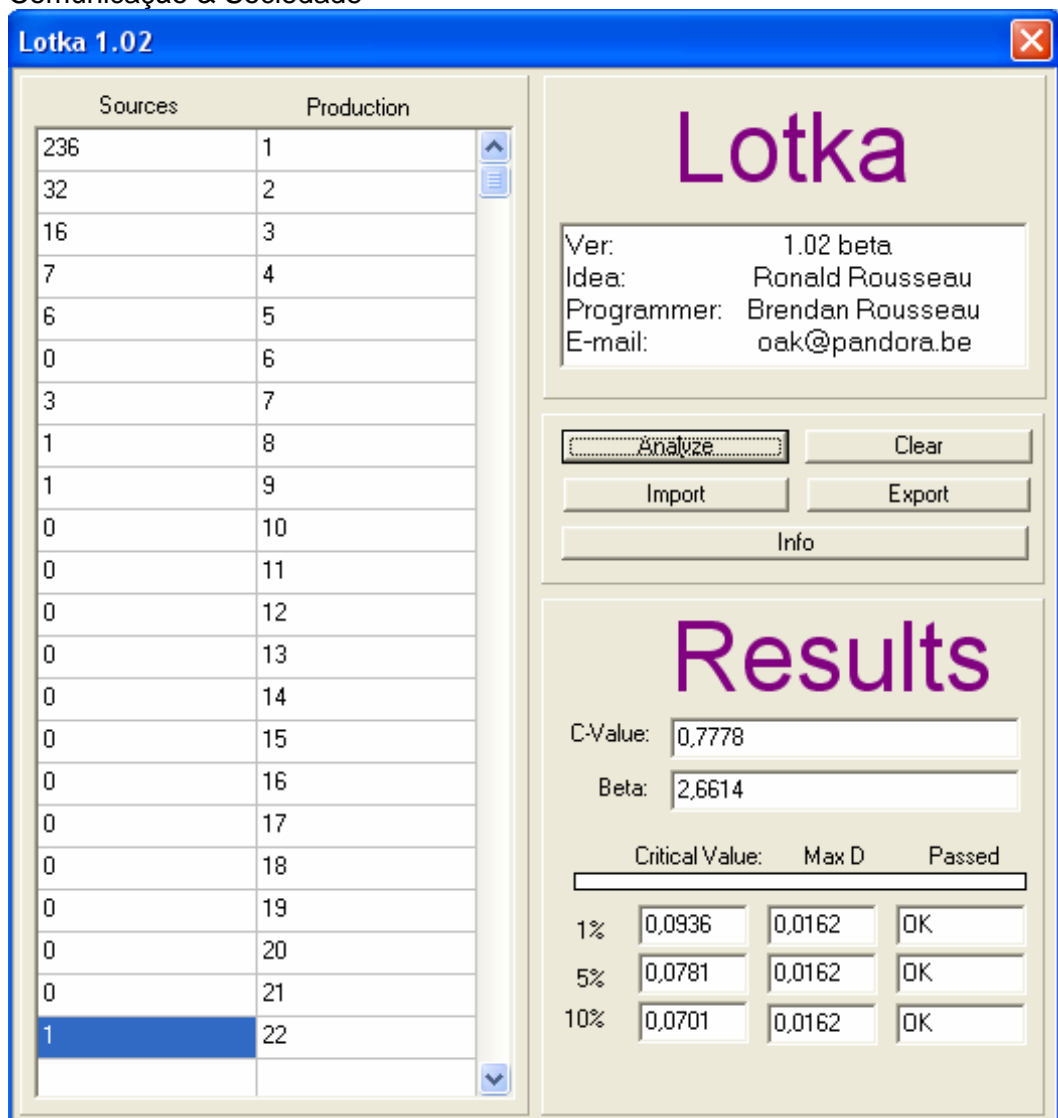 Comunicação & Sociedade
Lotka 1.02
Sources Production
236 1
32 2
16 3
7 4
6 5
0 6
3 7
1 8
1 9
0 10
0 11
0 12
0 13
0 14
0 15
0 16
0 17
0 18
0 19
0 20
0 21
1 22
Lotka
Ver: 1.02 beta
Idea: Ronald Rousseau
Programmer: Brendan Rousseau
E-mail: oak@pandora.be
Analyze Clear
Import Export
Info
Results
C-Value: 0,7778
Beta: 2,6614
Critical Value: Max D Passed
1% 0,0936 0,0162 OK
5% 0,0781 0,0162 OK
10% 0,0701 0,0162 OK